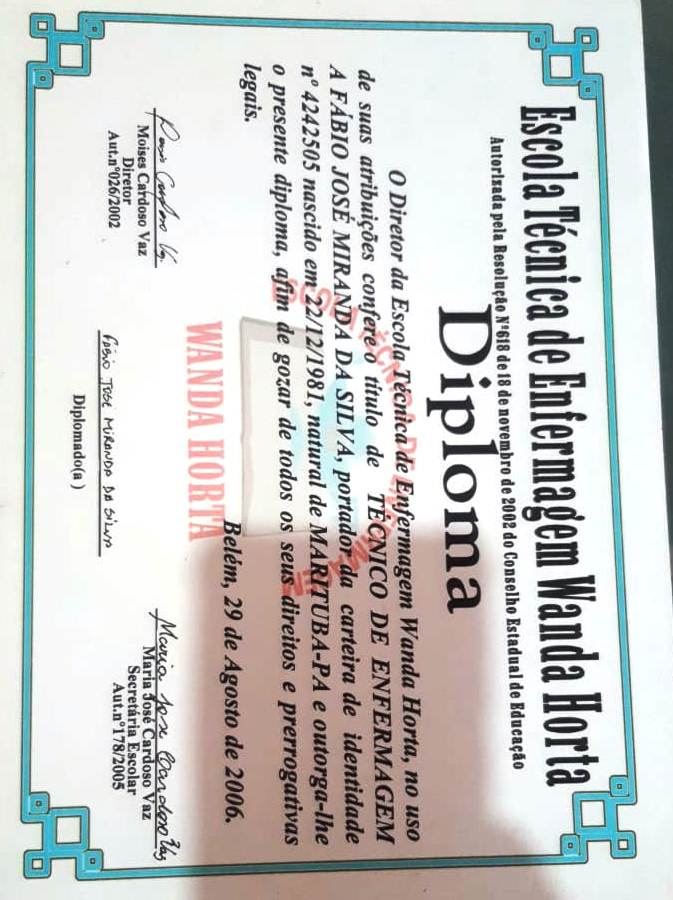 Escola Técnica de Enfermagem Wanda Horta
Autorizada pela Resolução Nº618 de 18 de novembro de 2002 do Conselho Estadual de Educação
Diploma
O Diretor da Escola Técnica de Enfermagem Wanda Horta, no uso
de suas atribuições confere o título de TÉCNICO DE ENFERMAGEM
A FÁBIO JOSÉ MIRANDA DA SILVA, portador da carteira de identidade
nº 4242505 nascido em 22/12/1981, natural de MARITUBA-PA e outorga-lhe
o presente diploma, afim de gozar de todos os seus direitos e prerrogativas
legais.
ESCOLA TÉCNICA DE ENFERMAGEM
WANDA HORTA
Belém, 29 de Agosto de 2006.
Moises Cardoso Vaz
Diretor
Aut.nº026/2002
FÁBIO JOSÉ MIRANDA DA SILVA
Diplomado(a )
Maria José Cardoso Vaz
Maria José Cardoso Vaz
Secretária Escolar
Aut.nº178/2005